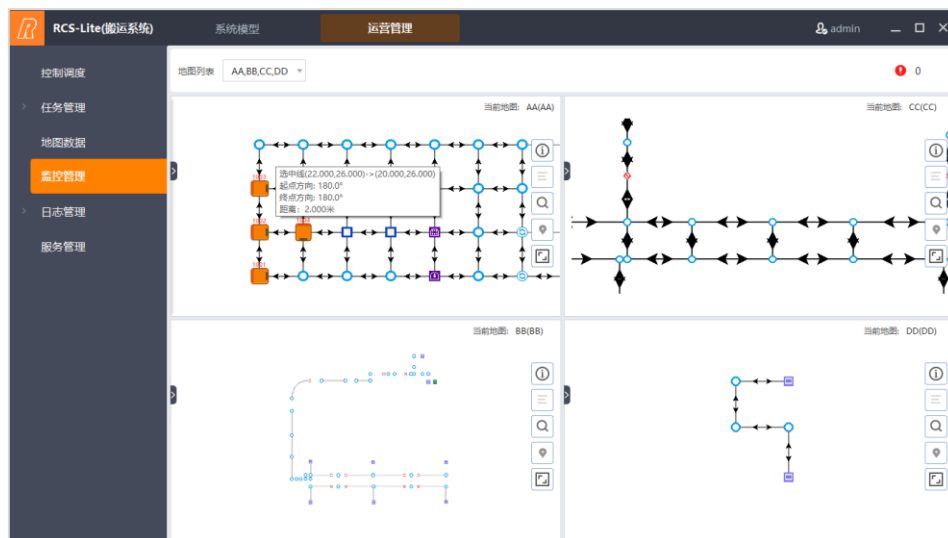 RCS-Lite(搬运系统)
系统模型
运营管理
admin
控制调度
任务管理
地图数据
监控管理
日志管理
服务管理
地图列表 AA,BB,CC,DD
0
当前地图: AA(AA)
选中线(22.000,26.000)->(20.000,26.000)
起点方向: 180.0°
终点方向: 180.0°
距离: 2.000米
1002
1001
当前地图: CC(CC)
当前地图: BB(BB)
当前地图: DD(DD)